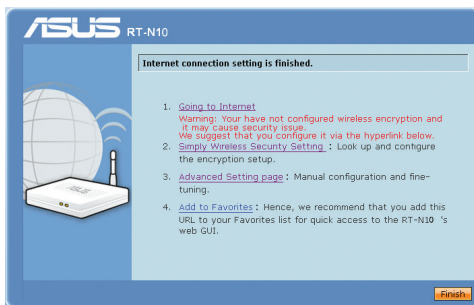 ASUS RT-N10
Internet connection setting is finished.
1. Going to Internet
Warning: Your have not configured wireless encryption and
it may cause security issue.
We suggest that you configure it via the hyperlink below.
2. Simply Wireless Security Setting : Look up and configure
the encryption setup.
3. Advanced Setting page : Manual configuration and fine-
tuning.
4. Add to Favorites : Hence, we recommend that you add this
URL to your Favorites list for quick access to the RT-N10 's
web GUI.
ASUS
Finish